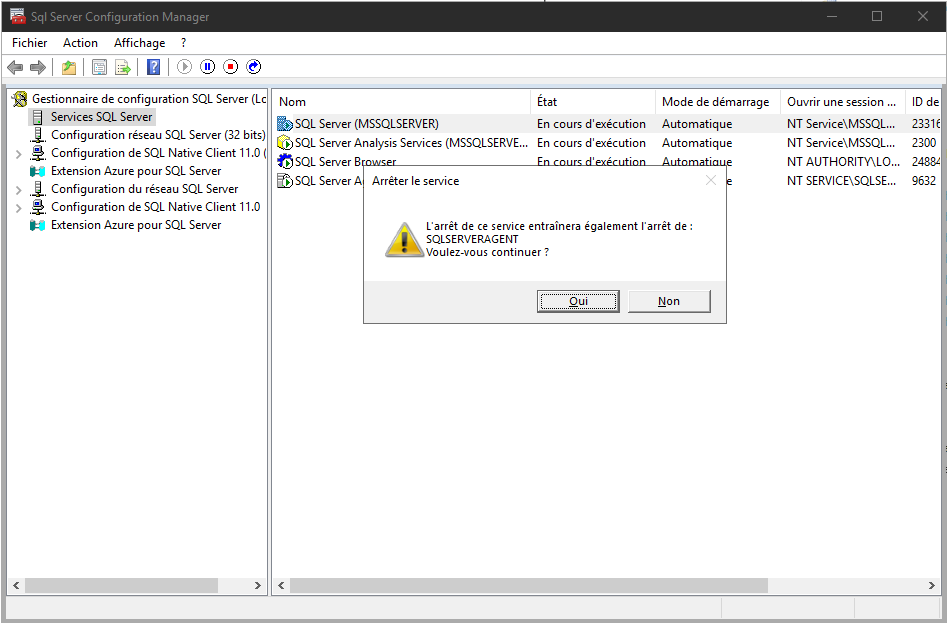 Sql Server Configuration Manager
Fichier Action Affichage ?
Gestionnaire de configuration SQL Server (Lc
Services SQL Server
Configuration réseau SQL Server (32 bits)
Configuration de SQL Native Client 11.0 (
Extension Azure pour SQL Server
Configuration du réseau SQL Server
Configuration de SQL Native Client 11.0
Extension Azure pour SQL Server
Nom État Mode de démarrage Ouvrir une session ... ID de
SQL Server (MSSQLSERVER) En cours d'exécution Automatique NT Service\MSSQL... 23316
SQL Server Analysis Services (MSSQLSERVE... En cours d'exécution Automatique NT Service\MSSQL... 2300
SQL Server Browser En cours d'exécution Automatique NT AUTHORITY\LO... 24884
SQL Server A NT SERVICE\SQLSE... 9632
Arrêter le service
L'arrêt de ce service entraînera également l'arrêt de :
SQLSERVERAGENT
Voulez-vous continuer ?
Oui Non